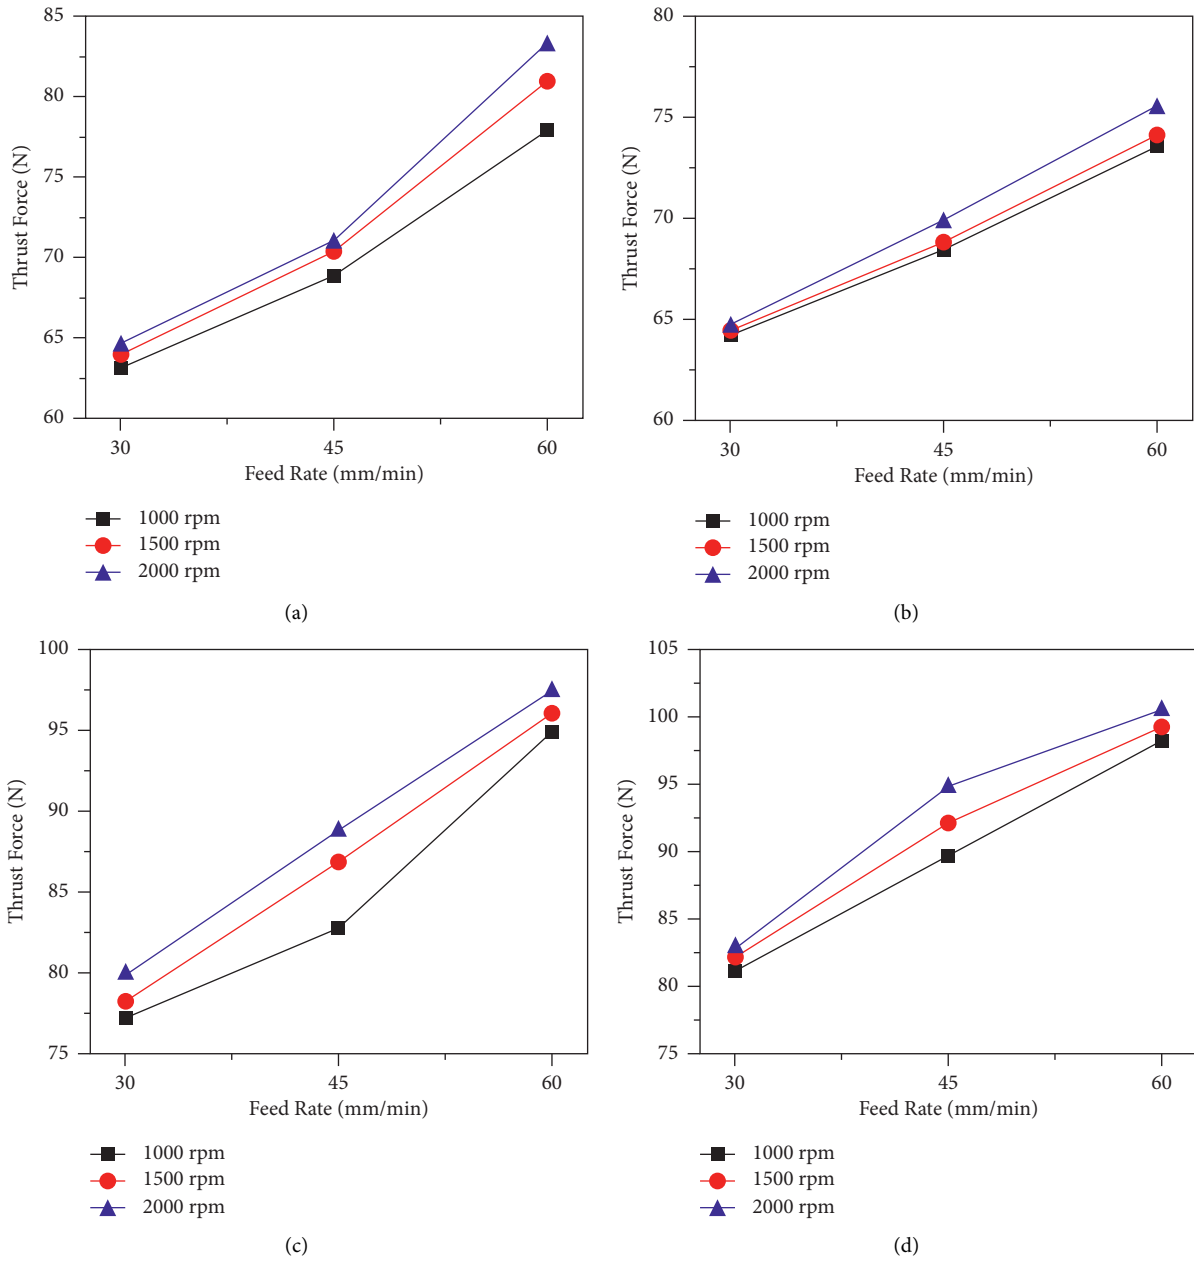 85
80
75
70
65
60
Thrust Force (N)
30
45
60
Feed Rate (mm/min)
1000 rpm
1500 rpm
2000 rpm
(a)
80
75
70
65
60
Thrust Force (N)
30
45
60
Feed Rate (mm/min)
1000 rpm
1500 rpm
2000 rpm
(b)
100
95
90
85
80
75
Thrust Force (N)
30
45
60
Feed Rate (mm/min)
1000 rpm
1500 rpm
2000 rpm
(c)
105
100
95
90
85
80
75
Thrust Force (N)
30
45
60
Feed Rate (mm/min)
1000 rpm
1500 rpm
2000 rpm
(d)